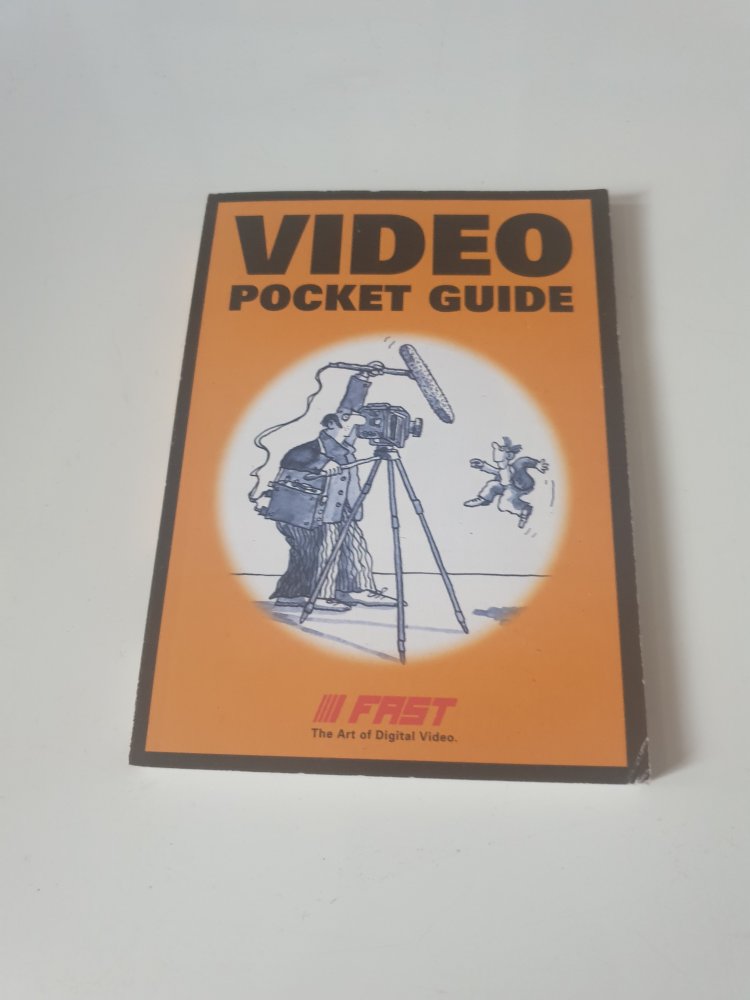 VIDEO
POCKET GUIDE
FAST
The Art of Digital Video.